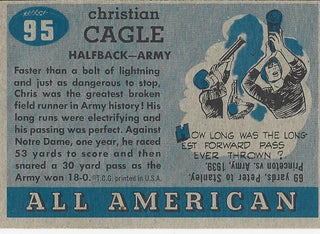 95
christian
CAGLE
HALFBACK—ARMY
Faster than a bolt of lightning
and just as dangerous to stop,
Chris was the greatest broken
field runner in Army history! His
long runs were electrifying and
his passing was perfect. Against
Notre Dame, one year, he raced
53 yards to score and then
snared a 30 yard pass as the
Army won 18-0. ©T.C.G. printed in U.S.A.
HOW LONG WAS THE LONG-
EST FORWARD PASS
EVER THROWN?
69 yards, Peter to Stanley.
Princeton vs. Army, 1939.
ALL AMERICAN